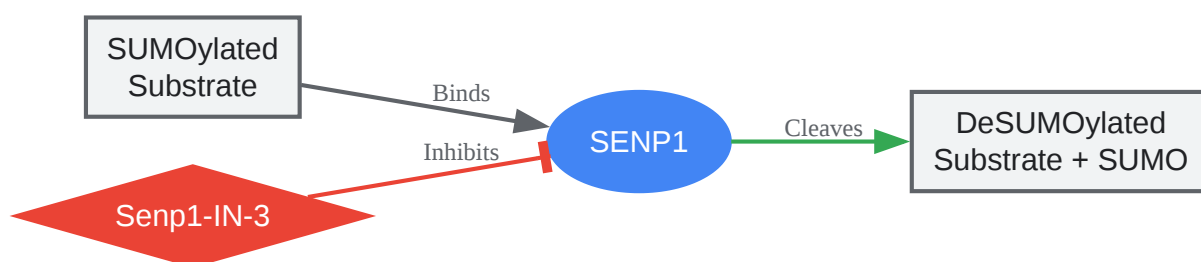 SUMOylated
Substrate
Binds
Inhibits
Senp1-IN-3
SENP1
Cleaves
DeSUMOylated
Substrate + SUMO